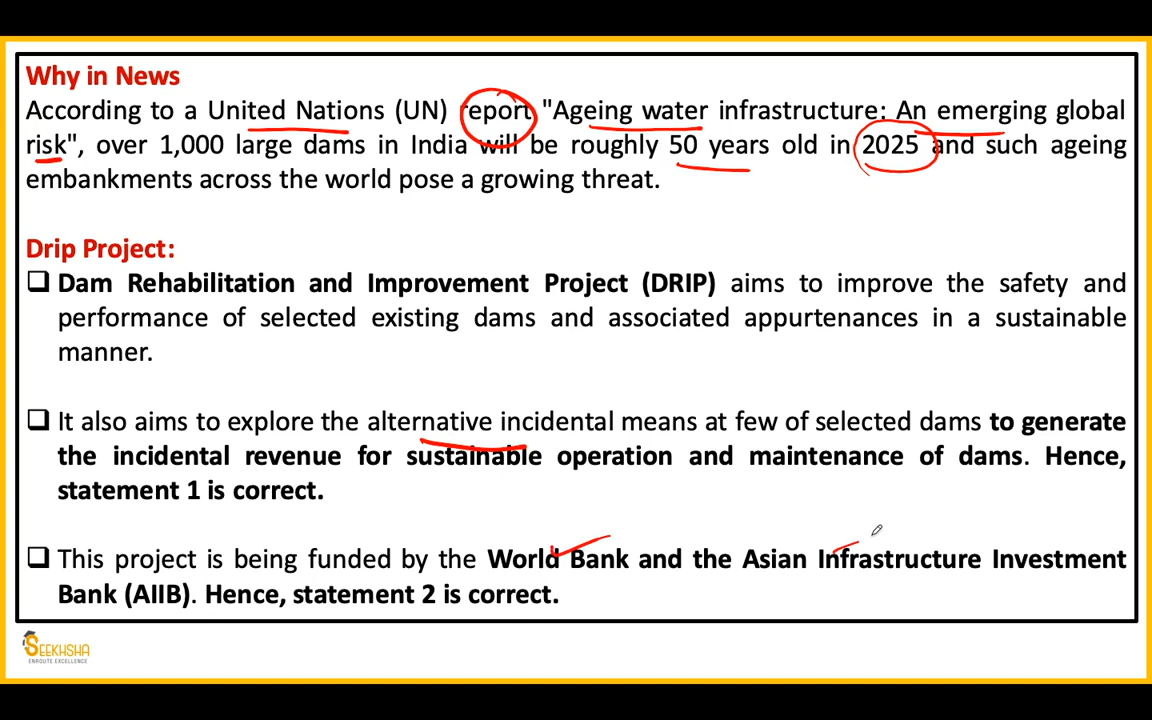 Why in News
According to a United Nations (UN) report "Ageing water infrastructure: An emerging global
risk", over 1,000 large dams in India will be roughly 50 years old in 2025 and such ageing
embankments across the world pose a growing threat.
Drip Project:
❑ Dam Rehabilitation and Improvement Project (DRIP) aims to improve the safety and
performance of selected existing dams and associated appurtenances in a sustainable
manner.
❑ It also aims to explore the alternative incidental means at few of selected dams to generate
the incidental revenue for sustainable operation and maintenance of dams. Hence,
statement 1 is correct.
❑ This project is being funded by the World Bank and the Asian Infrastructure Investment
Bank (AIIB). Hence, statement 2 is correct.
SEEKHSHA
ENROUTE EXCELLENCE